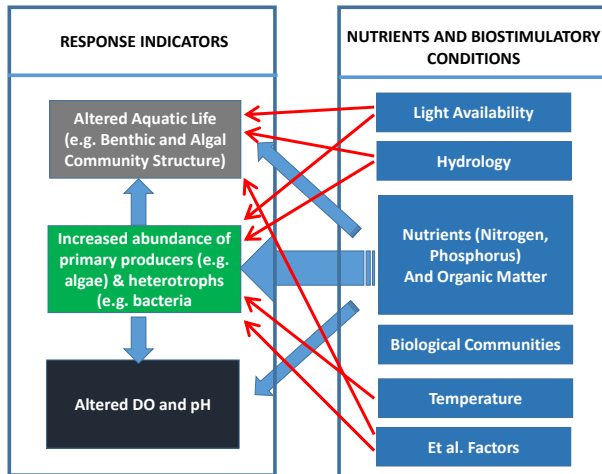 RESPONSE INDICATORS
Altered Aquatic Life
(e.g. Benthic and Algal
Community Structure)
Increased abundance of
primary producers (e.g.
algae) & heterotrophs
(e.g. bacteria
Altered DO and pH
NUTRIENTS AND BIOSTIMULATORY
CONDITIONS
Light Availability
Hydrology
Nutrients (Nitrogen,
Phosphorus)
And Organic Matter
Biological Communities
Temperature
Et al. Factors